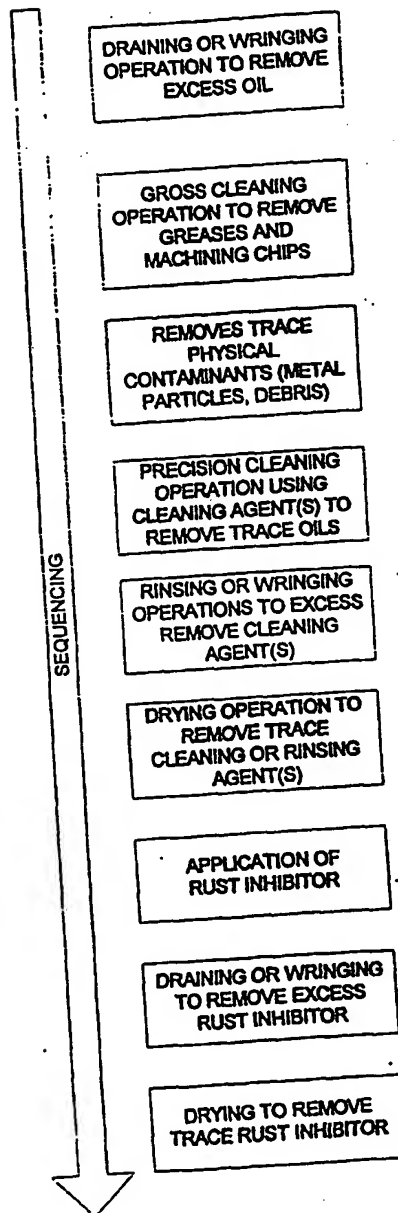 DRAINING OR WRINGING
OPERATION TO REMOVE
EXCESS OIL
GROSS CLEANING
OPERATION TO REMOVE
GREASES AND
MACHINING CHIPS
REMOVES TRACE
PHYSICAL
CONTAMINANTS (METAL
PARTICLES, DEBRIS)
PRECISION CLEANING
OPERATION USING
CLEANING AGENT(S) TO
REMOVE TRACE OILS
RINSING OR WRINGING
OPERATIONS TO EXCESS
REMOVE CLEANING
AGENT(S)
DRYING OPERATION TO
REMOVE TRACE
CLEANING OR RINSING
AGENT(S)
APPLICATION OF
RUST INHIBITOR
DRAINING OR WRINGING
TO REMOVE EXCESS
RUST INHIBITOR
DRYING TO REMOVE
TRACE RUST INHIBITOR
SEQUENCING